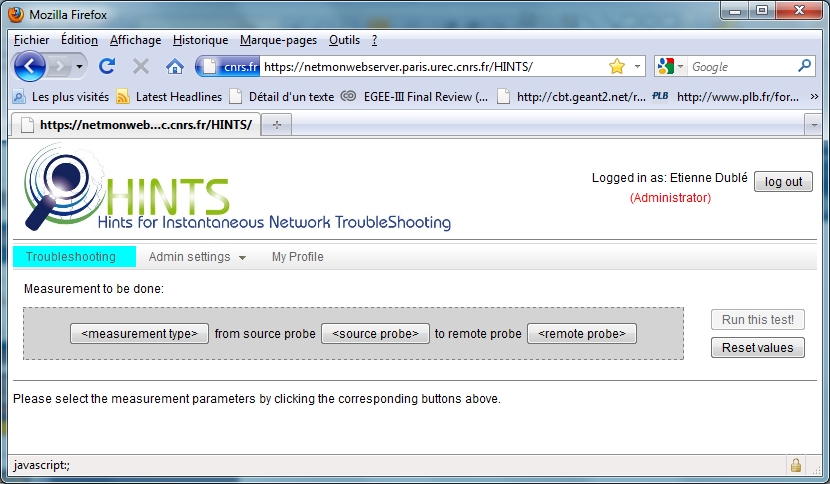 Mozilla Firefox
Fichier Édition Affichage Historique Marque-pages Outils ?
cnrs.fr https://netmonwebserver.paris.urec.cnrs.fr/HINTS/ Google
Les plus visités Latest Headlines Détail d'un texte EGEE-III Final Review (... http://cbt.geant2.net/r... PLB http://www.plb.fr/for... »
https://netmonweb...c.cnrs.fr/HINTS/
HINTS
Hints for Instantaneous Network TroubleShooting
Logged in as: Etienne Dublé log out
(Administrator)
Troubleshooting Admin settings My Profile
Measurement to be done:
<measurement type> from source probe <source probe> to remote probe <remote probe>
Run this test!
Reset values
Please select the measurement parameters by clicking the corresponding buttons above.
javascript:;